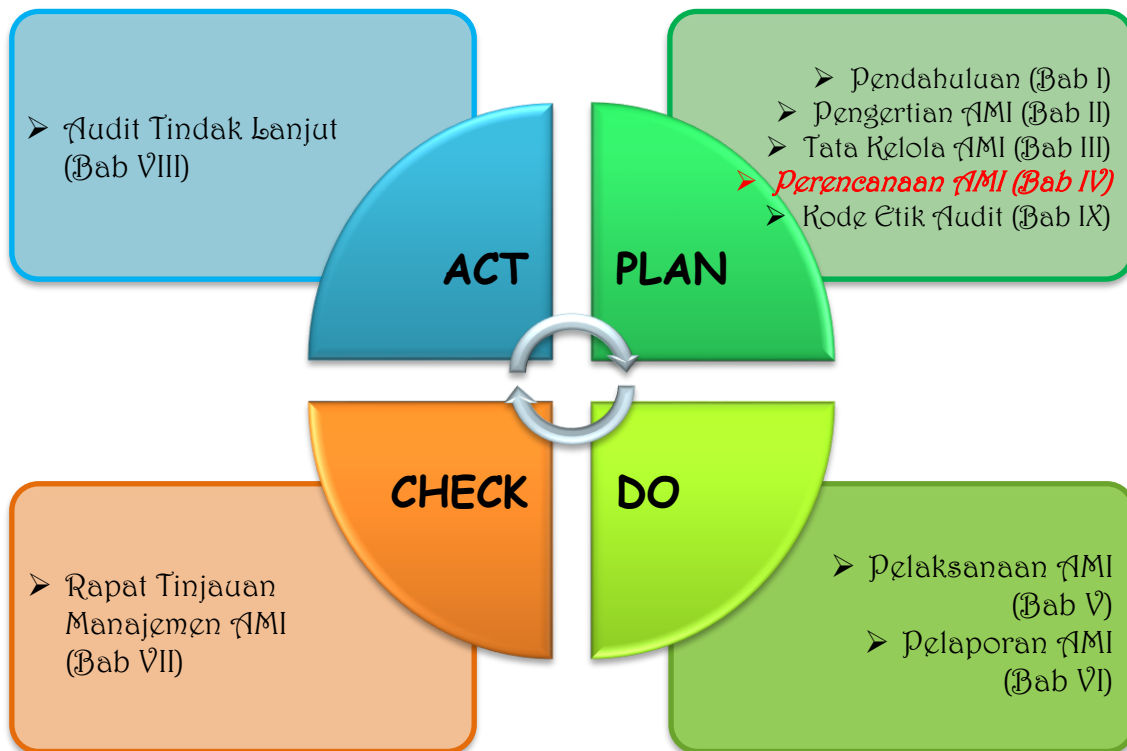 ➢ Audit Tindak Lanjut
(Bab VIII)
➢ Pendahuluan (Bab I)
➢ Pengertian AMI (Bab II)
➢ Tata Kelola AMI (Bab III)
➢ Perencanaan AMI (Bab IV)
➢ Kode Etik Audit (Bab IX)
ACT
PLAN
CHECK
DO
➢ Rapat Tinjauan
Manajemen AMI
(Bab VII)
➢ Pelaksanaan AMI
(Bab V)
➢ Pelaporan AMI
(Bab VI)